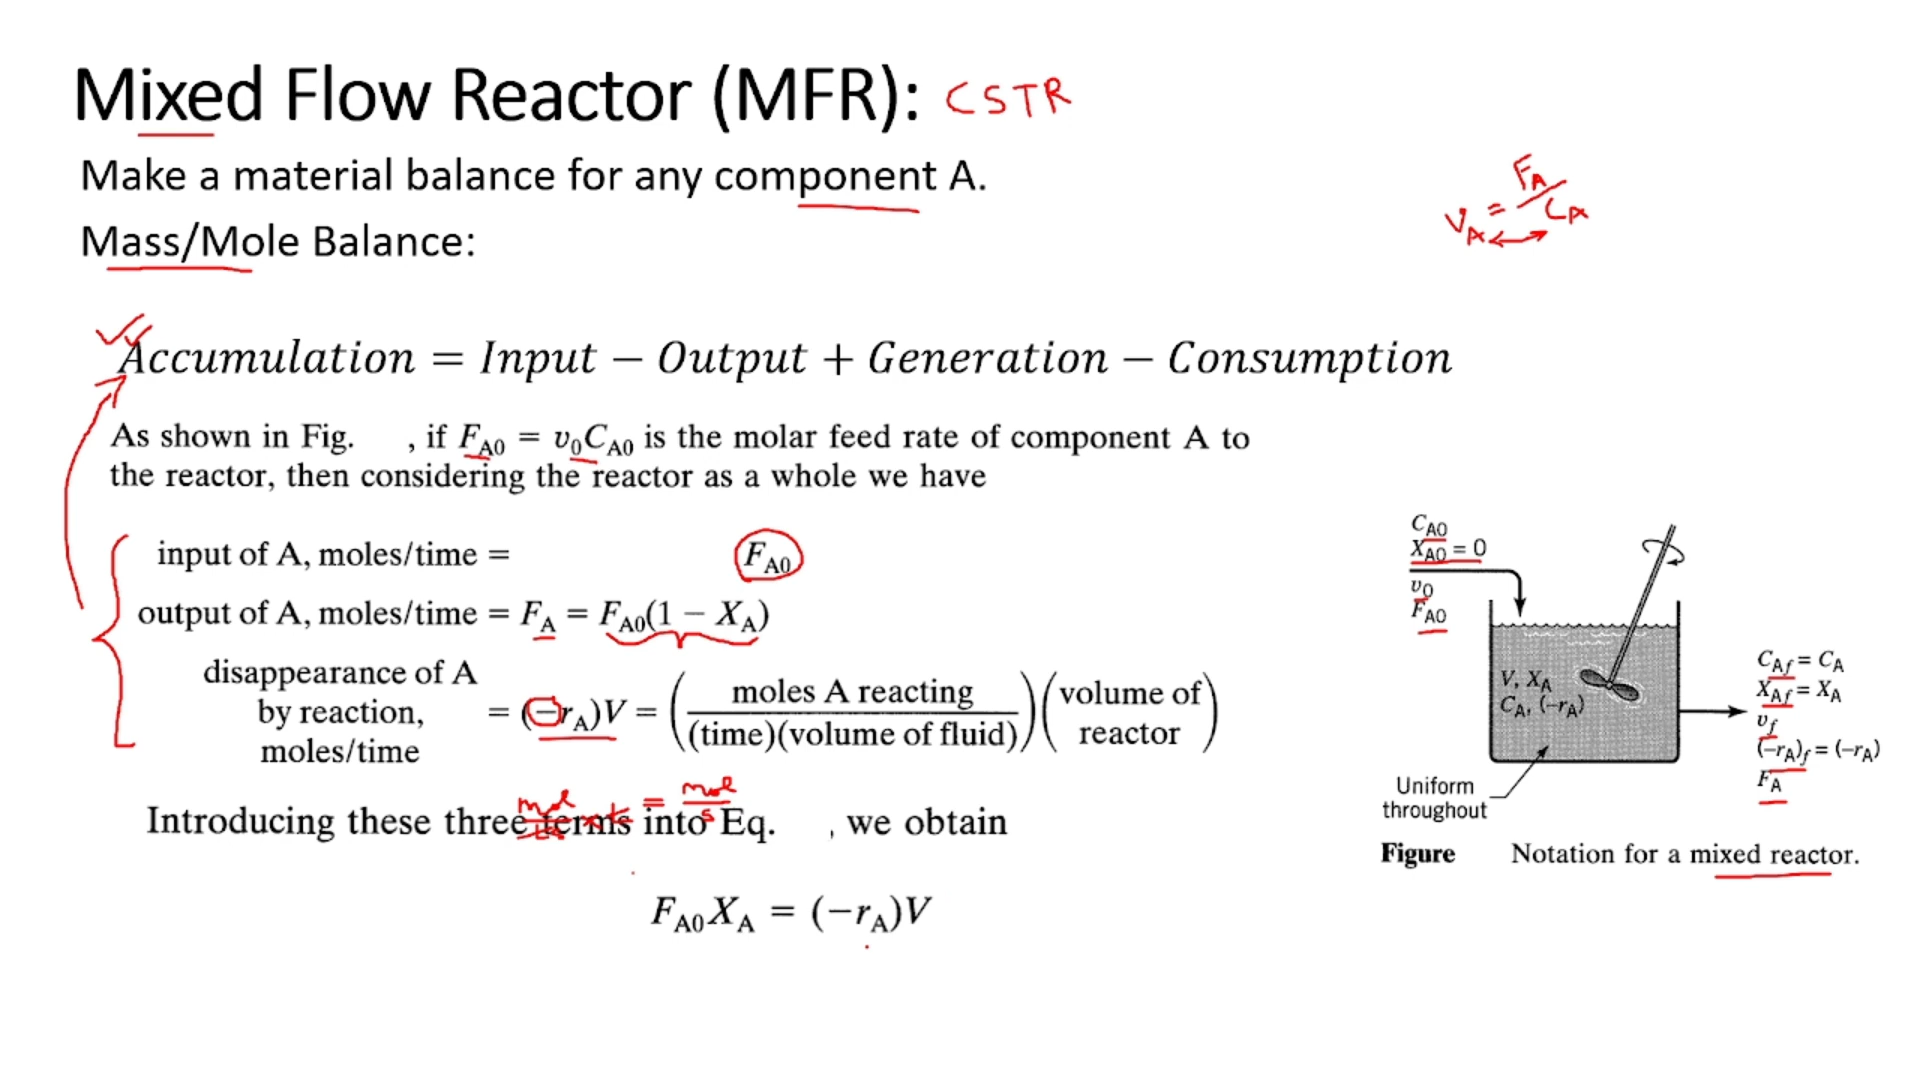 Mixed Flow Reactor (MFR): CSTR
Make a material balance for any component A.
Mass/Mole Balance:
V_A = F_A / C_A
Accumulation = Input − Output + Generation − Consumption
As shown in Fig.    , if F_A0 = υ_0C_A0 is the molar feed rate of component A to
the reactor, then considering the reactor as a whole we have
input of A, moles/time = F_A0
output of A, moles/time = F_A = F_A0(1 − X_A)
disappearance of A
by reaction,
moles/time
= (−r_A)V = (moles A reacting / (time)(volume of fluid)) (volume of reactor)
mol = mol/s
Introducing these three terms into Eq.    , we obtain
F_A0X_A = (−r_A)V
C_A0
X_A0 = 0
υ_0
F_A0
V, X_A
C_A, (−r_A)
Uniform
throughout
C_Af = C_A
X_Af = X_A
υ_f
(−r_A)_f = (−r_A)
F_A
Figure    Notation for a mixed reactor.